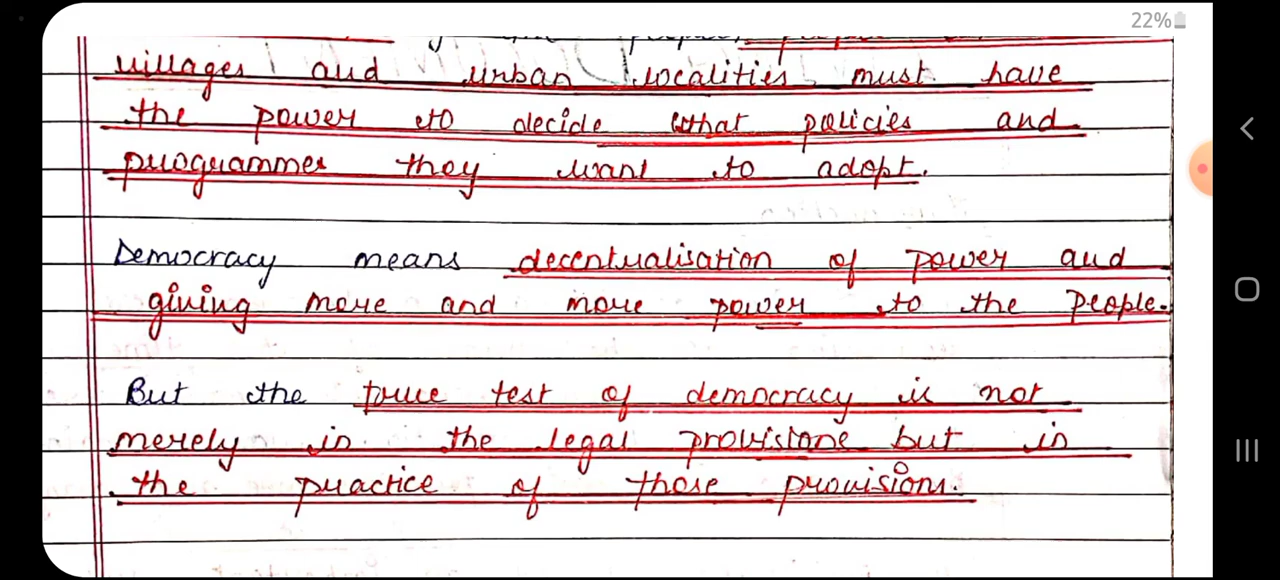 22%
villages and urban localities must have
the power to decide what policies and
programmes they want to adopt.
Democracy means decentralisation of power and
giving more and more power to the people.
But the true test of democracy is not
merely in the legal provisions but in
the practice of those provisions.